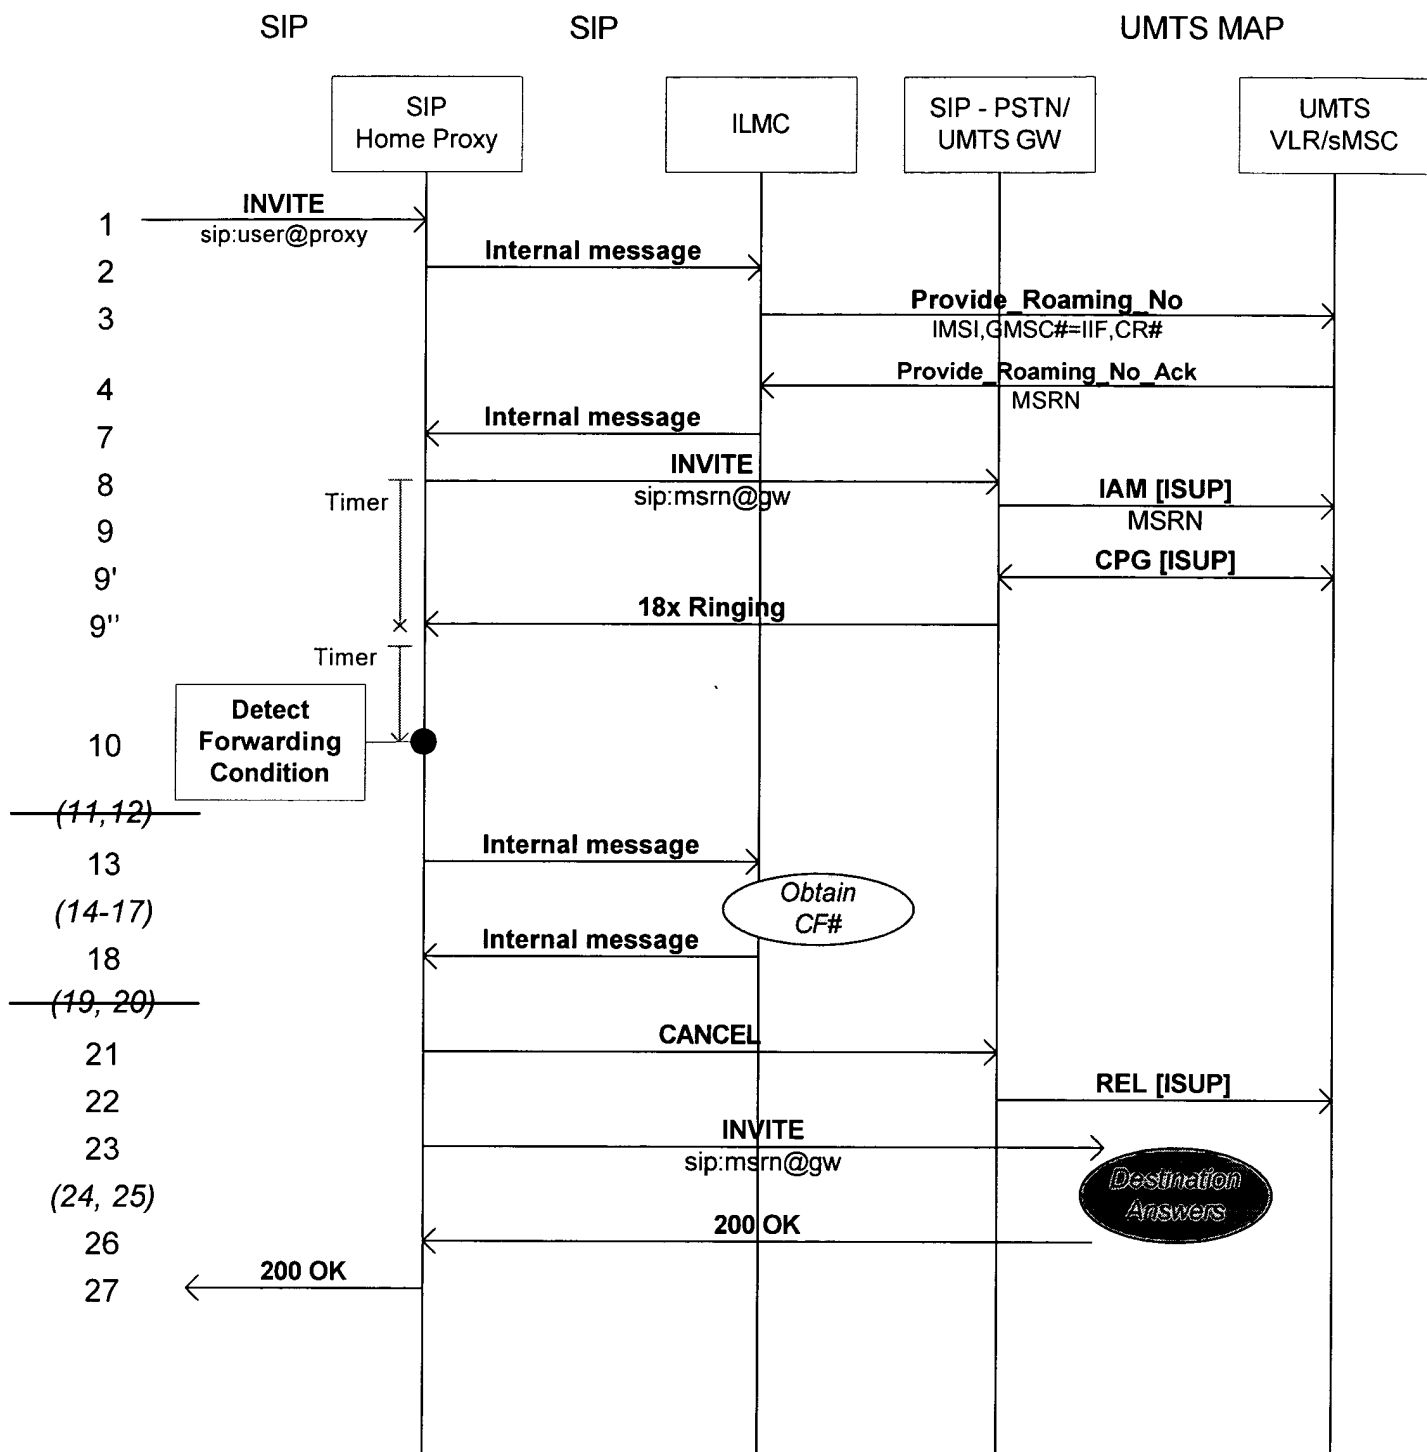 SIP
SIP
UMTS MAP
SIP
Home Proxy
ILMC
SIP - PSTN/
UMTS GW
UMTS
VLR/sMSC
1
INVITE
sip:user@proxy
2
Internal message
3
Provide_Roaming_No
IMSI,GMSC#=IIF,CR#
4
Provide_Roaming_No_Ack
MSRN
7
Internal message
8
INVITE
sip:msrn@gw
Timer
IAM [ISUP]
MSRN
9
9'
CPG [ISUP]
9''
18x Ringing
Timer
10
Detect
Forwarding
Condition
(11,12)
13
Internal message
(14-17)
Obtain
CF#
18
Internal message
(19, 20)
21
CANCEL
22
REL [ISUP]
23
INVITE
sip:msrn@gw
(24, 25)
Destination
Answers
26
200 OK
27
200 OK